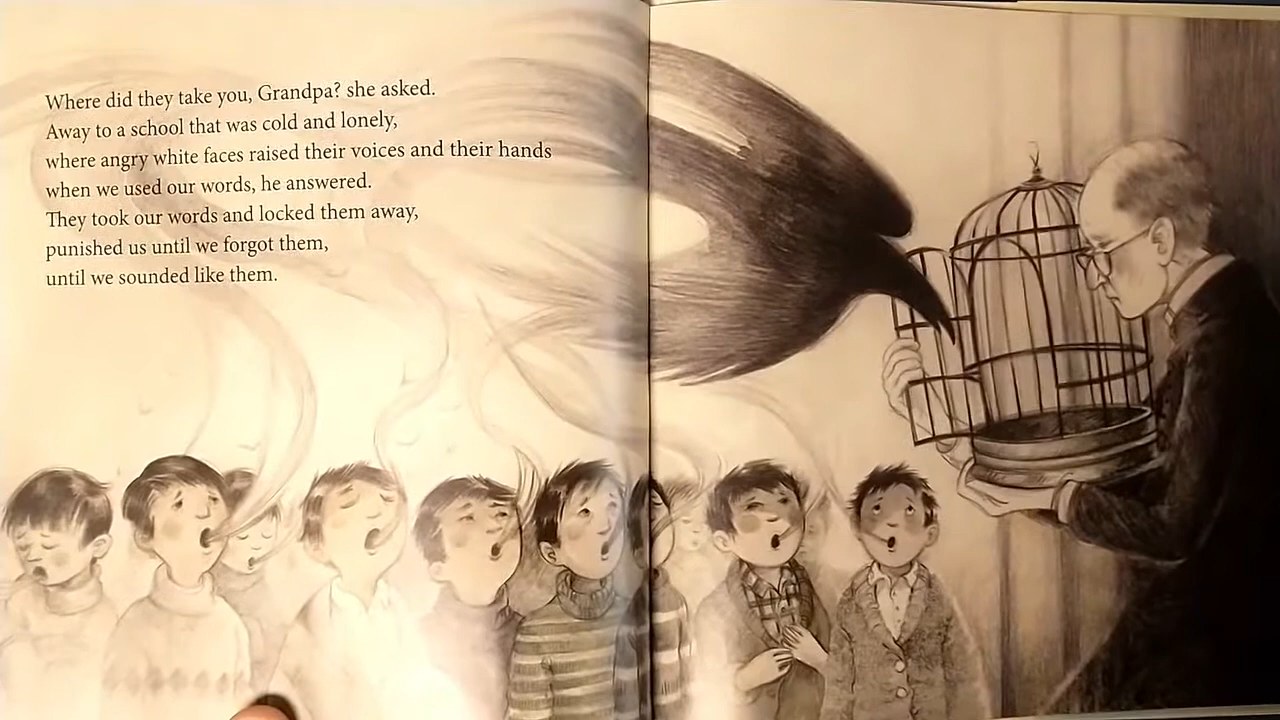 Where did they take you, Grandpa? she asked.
Away to a school that was cold and lonely,
where angry white faces raised their voices and their hands
when we used our words, he answered.
They took our words and locked them away,
punished us until we forgot them,
until we sounded like them.